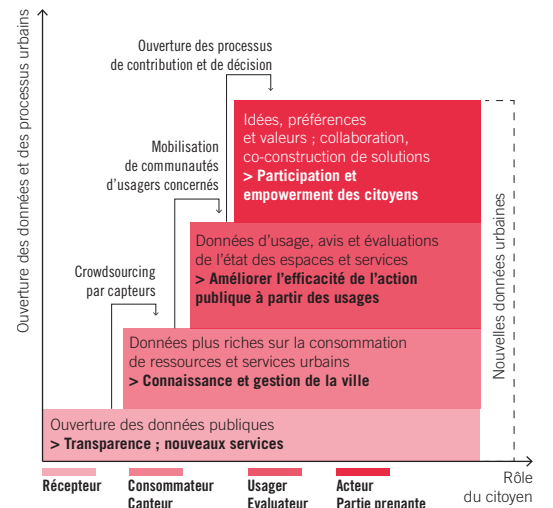 Ouverture des données et des processus urbains
Ouverture des processus
de contribution et de décision
Idées, préférences
et valeurs ; collaboration,
co-construction de solutions
> Participation et
empowerment des citoyens
Mobilisation
de communautés
d'usagers concernés
Données d'usage, avis et évaluations
de l'état des espaces et services
> Améliorer l'efficacité de l'action
publique à partir des usages
Crowdsourcing
par capteurs
Données plus riches sur la consommation
de ressources et services urbains
> Connaissance et gestion de la ville
Ouverture des données publiques
> Transparence ; nouveaux services
Nouvelles données urbaines
Récepteur
Consommateur
Capteur
Usager
Evaluateur
Acteur
Partie prenante
Rôle
du citoyen